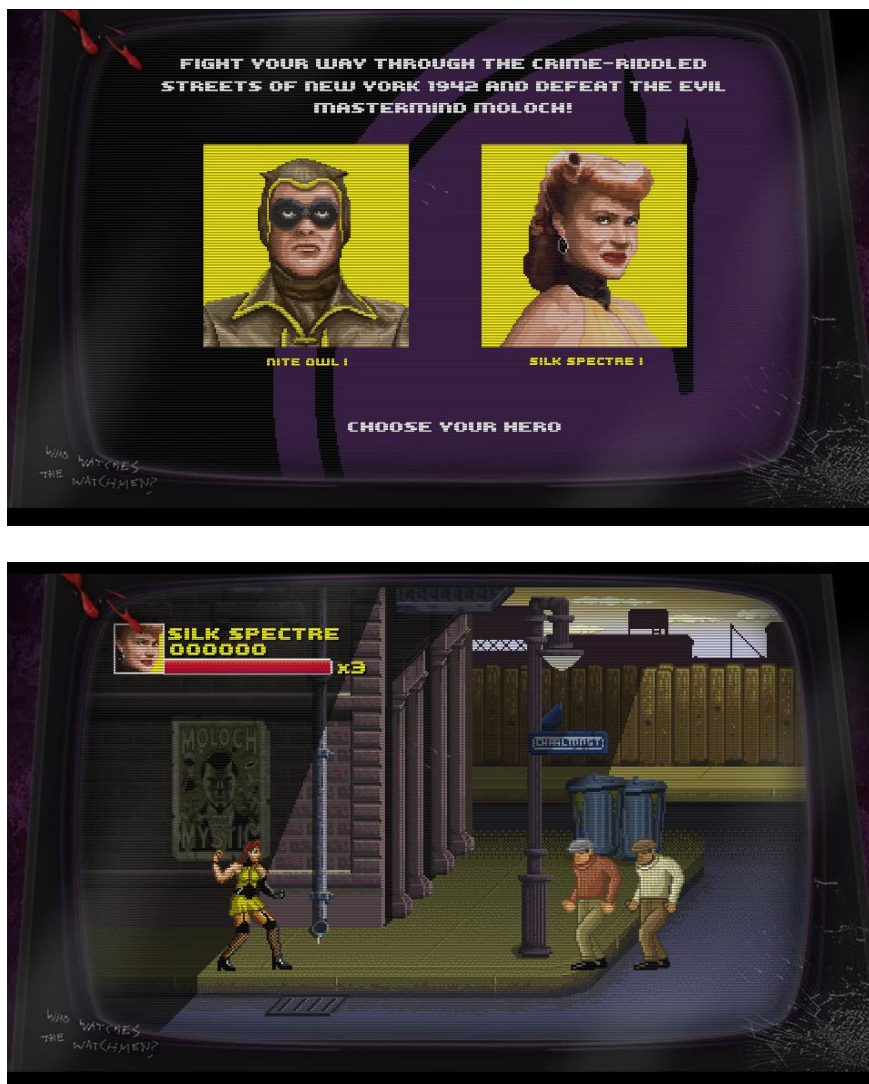 FIGHT YOUR WAY THROUGH THE CRIME-RIDDLED
STREETS OF NEW YORK 1942 AND DEFEAT THE EVIL
MASTERMIND MOLOCH!
NITE OWL I
SILK SPECTRE I
CHOOSE YOUR HERO
WHO WATCHES
THE WATCHMEN?
SILK SPECTRE
000000
x3
MOLOCH
MYSTIC
WHO WATCHES
THE WATCHMEN?